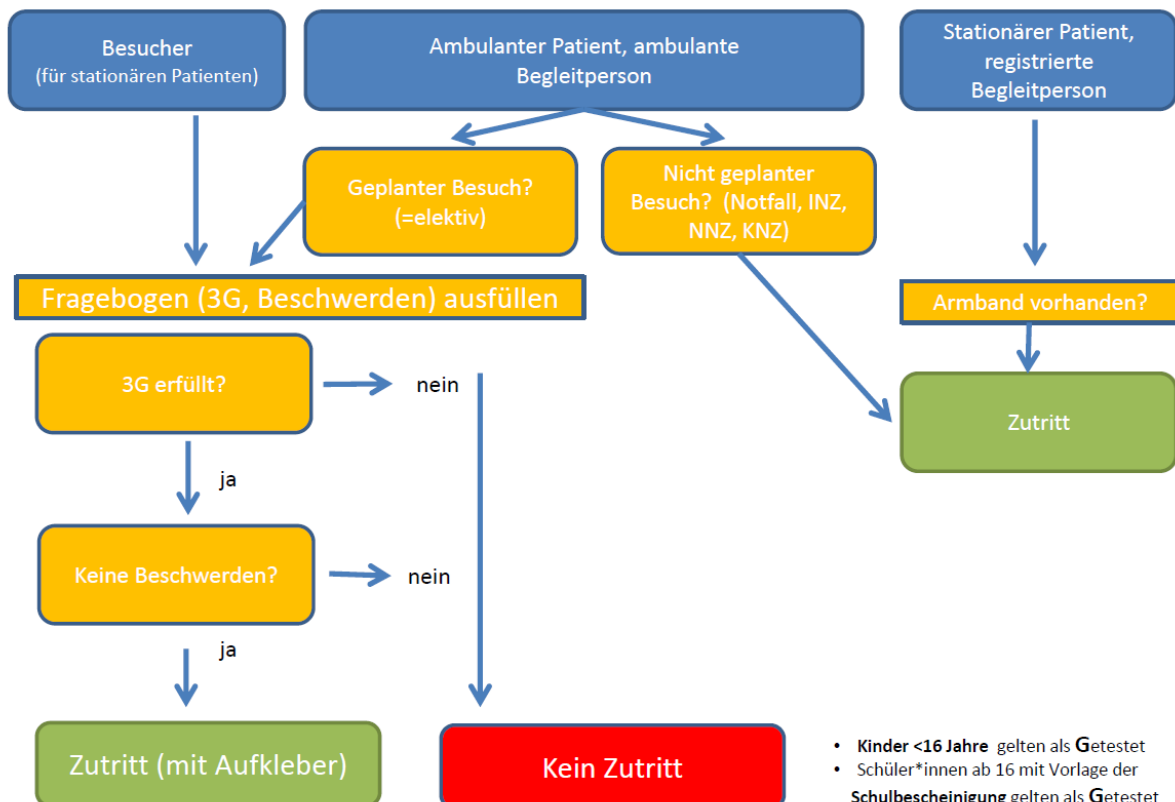 Besucher
(für stationären Patienten)
Ambulanter Patient, ambulante
Begleitperson
Stationärer Patient,
registrierte
Begleitperson
Geplanter Besuch?
(=elektiv)
Nicht geplanter
Besuch? (Notfall, INZ,
NNZ, KNZ)
Fragebogen (3G, Beschwerden) ausfüllen
Armband vorhanden?
3G erfüllt?
nein
Zutritt
ja
Keine Beschwerden?
nein
ja
Zutritt (mit Aufkleber)
Kein Zutritt
• Kinder <16 Jahre gelten als Getestet
• Schüler*innen ab 16 mit Vorlage der
Schulbescheinigung gelten als Getestet